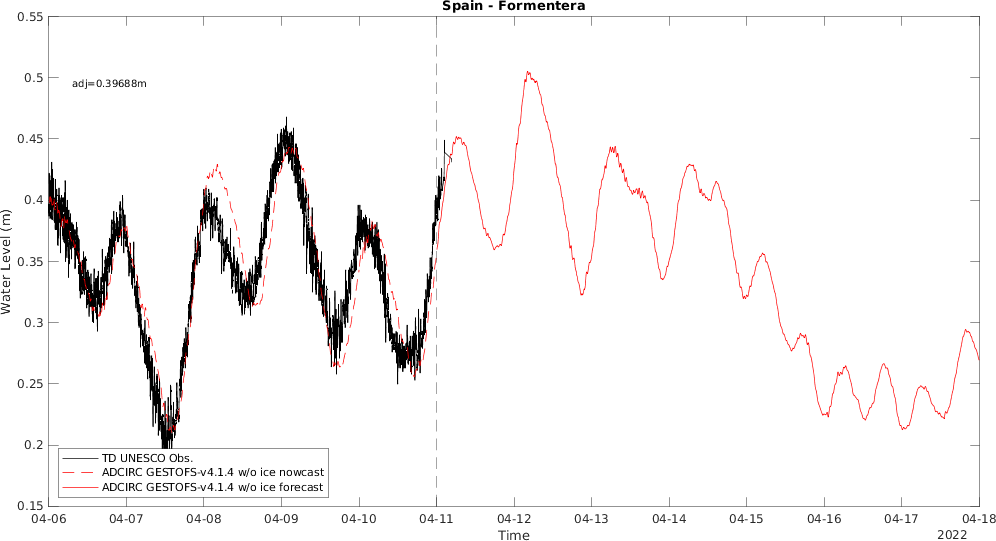 Spain - Formentera
0.55
0.5
0.45
0.4
0.35
0.3
0.25
0.2
0.15
Water Level (m)
adj=0.39688m
TD UNESCO Obs.
ADCIRC GESTOFS-v4.1.4 w/o ice nowcast
ADCIRC GESTOFS-v4.1.4 w/o ice forecast
04-06 04-07 04-08 04-09 04-10 04-11 04-12 04-13 04-14 04-15 04-16 04-17 04-18
Time
2022